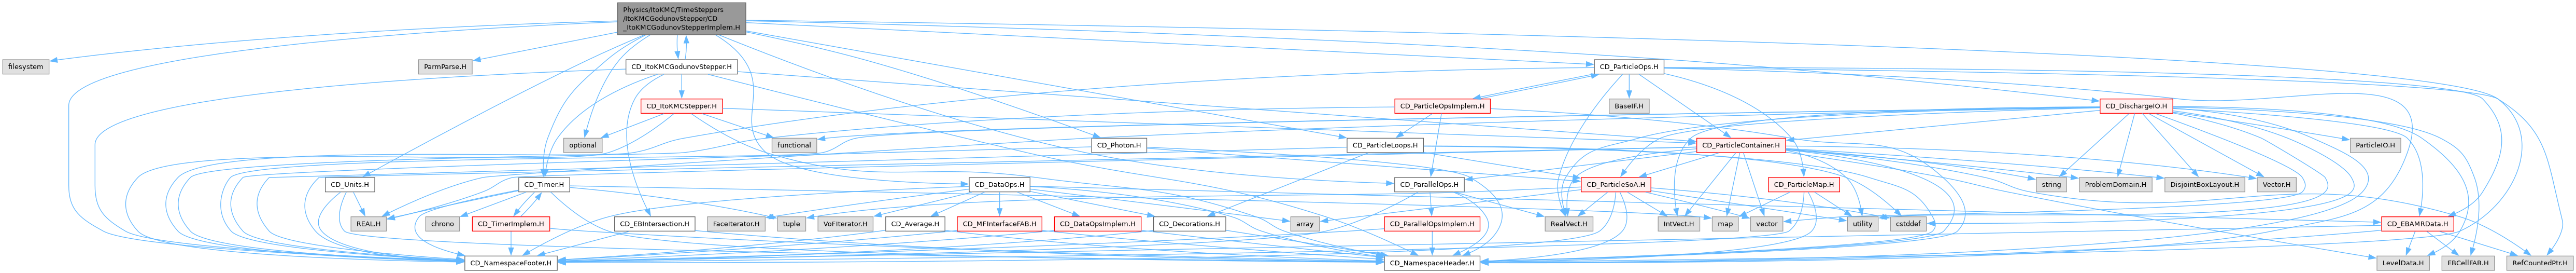 Physics/ItoKMC/TimeSteppers
/ItoKMCGodunovStepper/CD
_ItoKMCGodunovStepperImplem.H
filesystem
ParmParse.H
CD_ItoKMCGodunovStepper.H
CD_ParticleOps.H
CD_ItoKMCStepper.H
CD_ParticleOpsImplem.H
BaseIF.H
CD_DischargeIO.H
optional
functional
CD_Photon.H
CD_ParticleLoops.H
CD_ParticleContainer.H
ParticleIO.H
CD_Units.H
CD_Timer.H
CD_DataOps.H
CD_ParallelOps.H
CD_ParticleSoA.H
CD_ParticleMap.H
string
ProblemDomain.H
DisjointBoxLayout.H
Vector.H
REAL.H
chrono
CD_TimerImplem.H
CD_EBIntersection.H
FaceIterator.H
tuple
VoFIterator.H
CD_Average.H
CD_MFInterfaceFAB.H
CD_DataOpsImplem.H
CD_Decorations.H
array
CD_ParallelOpsImplem.H
RealVect.H
IntVect.H
map
vector
utility
cstddef
CD_EBAMRData.H
CD_NamespaceFooter.H
CD_NamespaceHeader.H
LevelData.H
EBCellFAB.H
RefCountedPtr.H